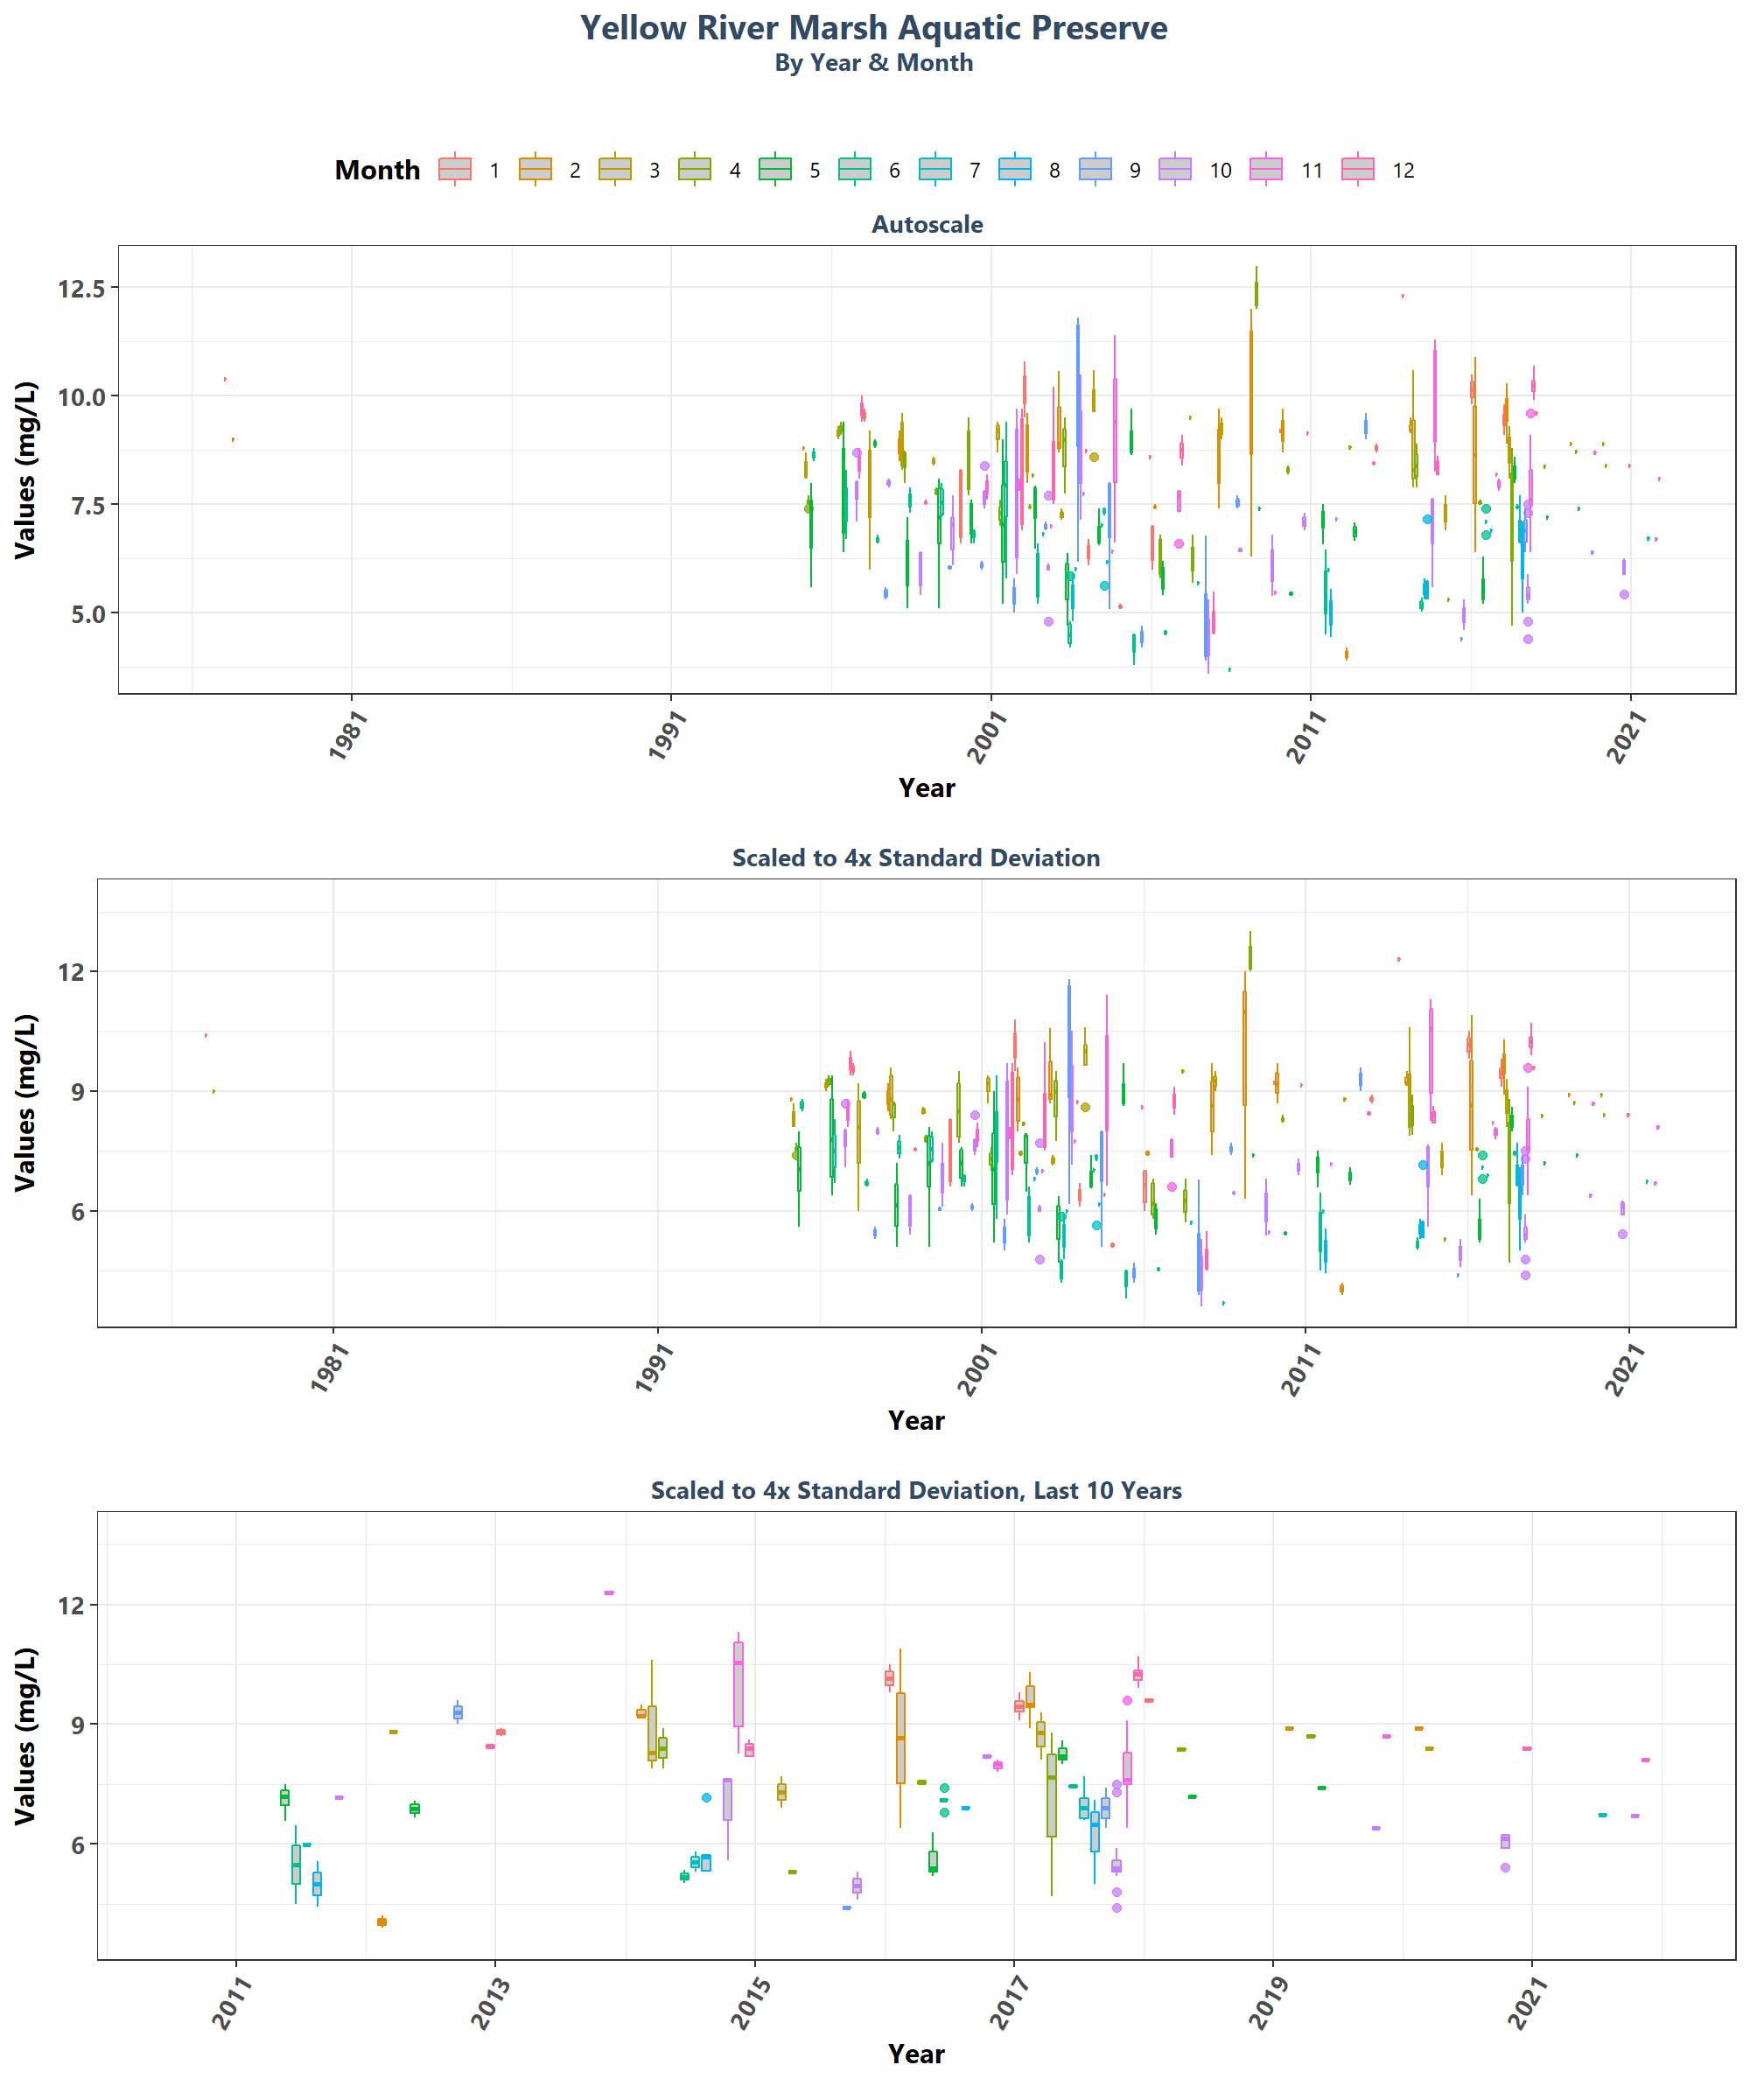 Yellow River Marsh Aquatic Preserve
By Year & Month
Month 1 2 3 4 5 6 7 8 9 10 11 12
Autoscale
Values (mg/L)
12.5
10.0
7.5
5.0
1981 1991 2001 2011 2021
Year
Scaled to 4x Standard Deviation
Values (mg/L)
12
9
6
1981 1991 2001 2011 2021
Year
Scaled to 4x Standard Deviation, Last 10 Years
Values (mg/L)
12
9
6
2011 2013 2015 2017 2019 2021
Year